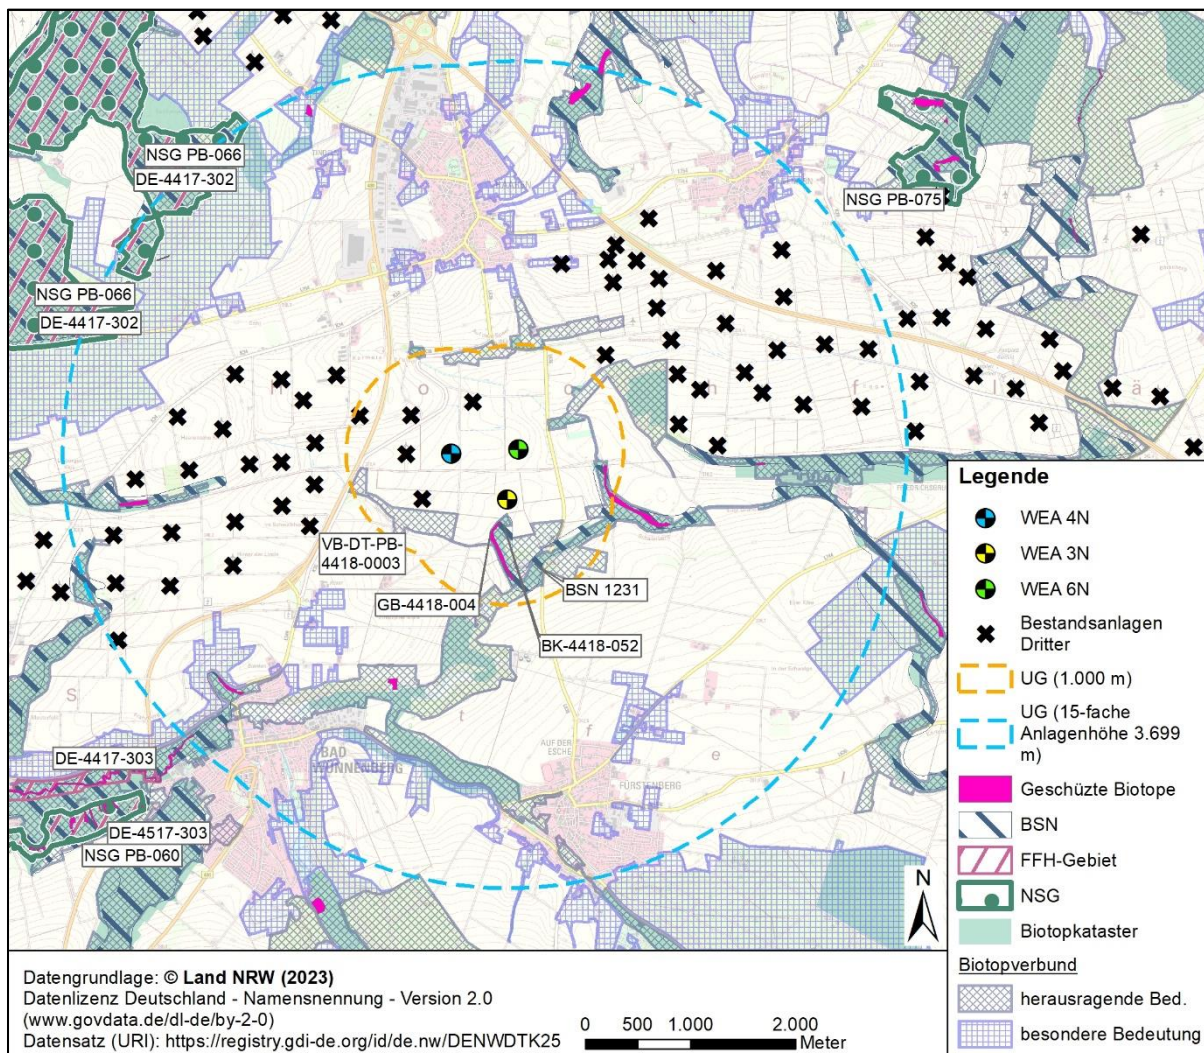 NSG PB-066
DE-4417-302
NSG PB-075
NSG PB-066
DE-4417-302
VB-DT-PB-
4418-0003
GB-4418-004
BSN 1231
BK-4418-052
DE-4417-303
BAD
WÜNNENBERG
AUF DER
ESCHE
FÜRSTENBERG
DE-4517-303
NSG PB-060
N
Legende
WEA 4N
WEA 3N
WEA 6N
Bestandsanlagen
Dritter
UG (1.000 m)
UG (15-fache
Anlagenhöhe 3.699
m)
Geschüzte Biotope
BSN
FFH-Gebiet
NSG
Biotopkataster
Biotopverbund
herausragende Bed.
besondere Bedeutung
Datengrundlage: © Land NRW (2023)
Datenlizenz Deutschland - Namensnennung - Version 2.0
(www.govdata.de/dl-de/by-2-0)
Datensatz (URI): https://registry.gdi-de.org/id/de.nw/DENWDTK25
0 500 1.000 2.000
Meter